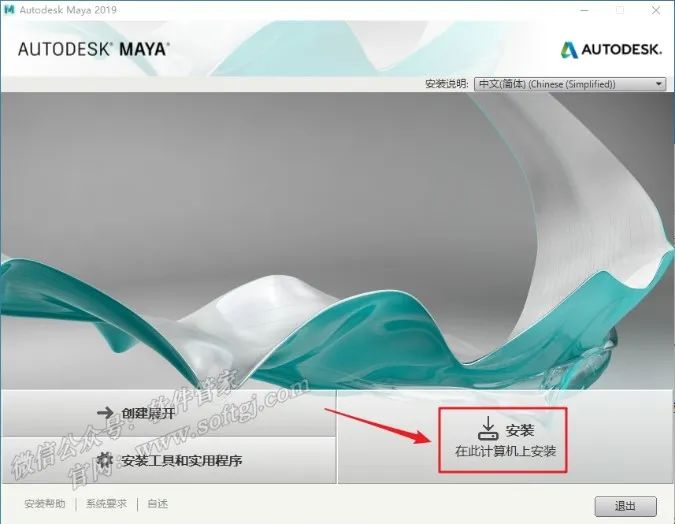 Autodesk Maya 2019
AUTODESK® MAYA®
AUTODESK.
安装说明: 中文(简体) (Chinese (Simplified))
创建展开
安装
在此计算机上安装
安装工具和实用程序
微信公众号：软件管家
官网：www.softgj.com
安装帮助 | 系统要求 | 自述
退出